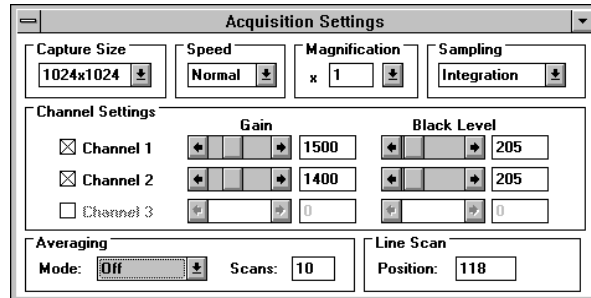 Acquisition Settings
Capture Size Speed Magnification Sampling
1024x1024 Normal x 1 Integration
Channel Settings
Gain Black Level
Channel 1 1500 205
Channel 2 1400 205
Channel 3 0 0
Averaging Line Scan
Mode: Off Scans: 10 Position: 118